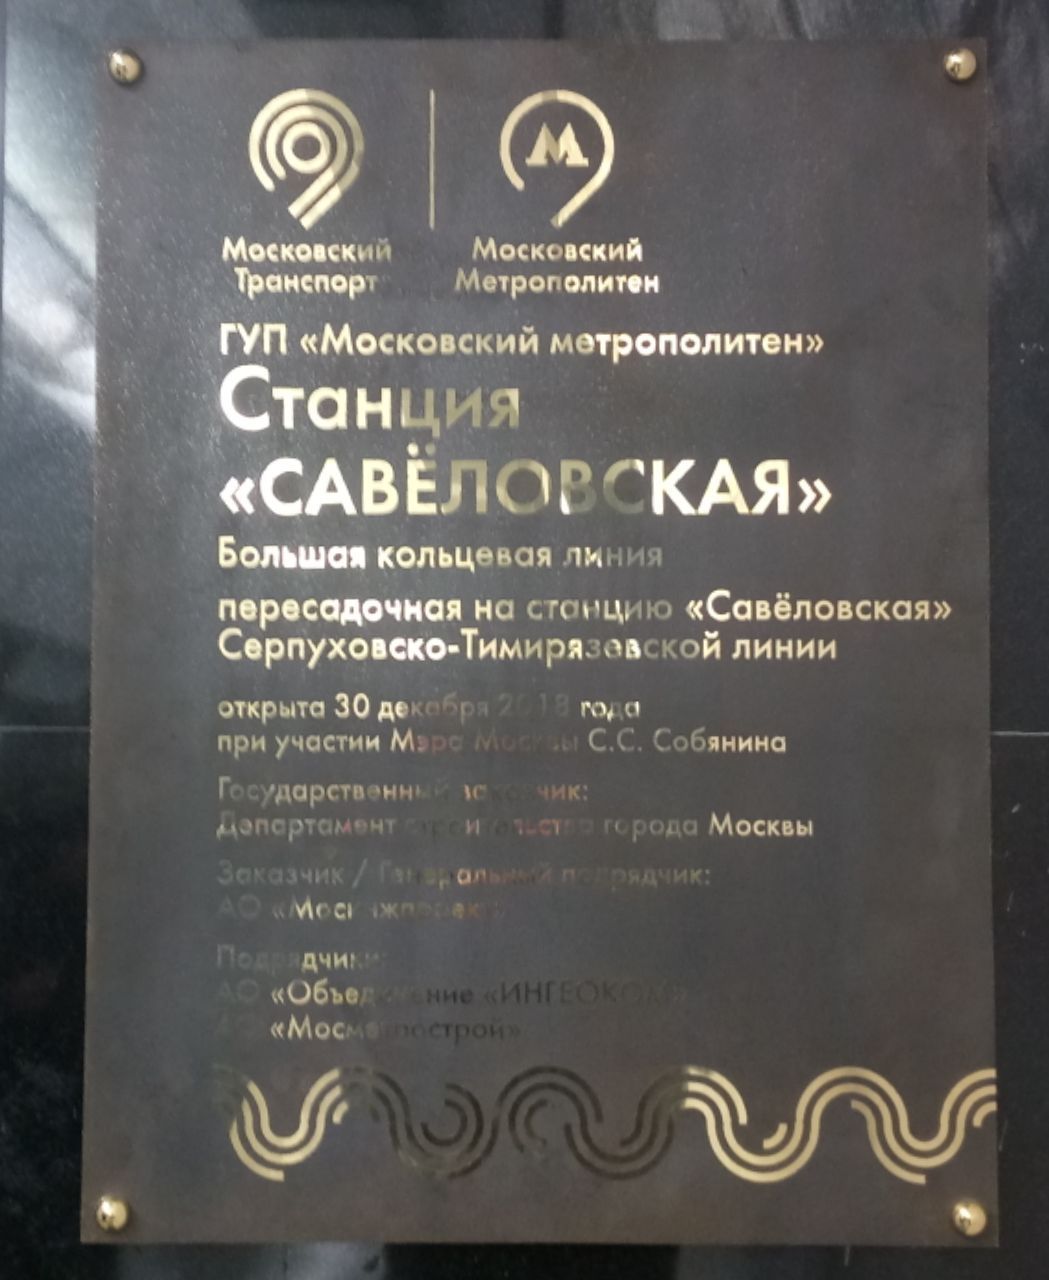 Московский
Транспорт
М
Московский
Метрополитен
ГУП «Московский метрополитен»
Станция
«САВЁЛОВСКАЯ»
Большая кольцевая линия
пересадочная на станцию «Савёловская»
Серпуховско-Тимирязевской линии
открыта 30 декабря 2018 года
при участии Мэра Москвы С.С. Собянина
Государственный заказчик:
Департамент строительства города Москвы
Заказчик / Генеральный подрядчик:
АО «Мосинжпроект»
Подрядчики:
АО «Объединение «ИНГЕОКОМ»
АО «Мосметрострой»